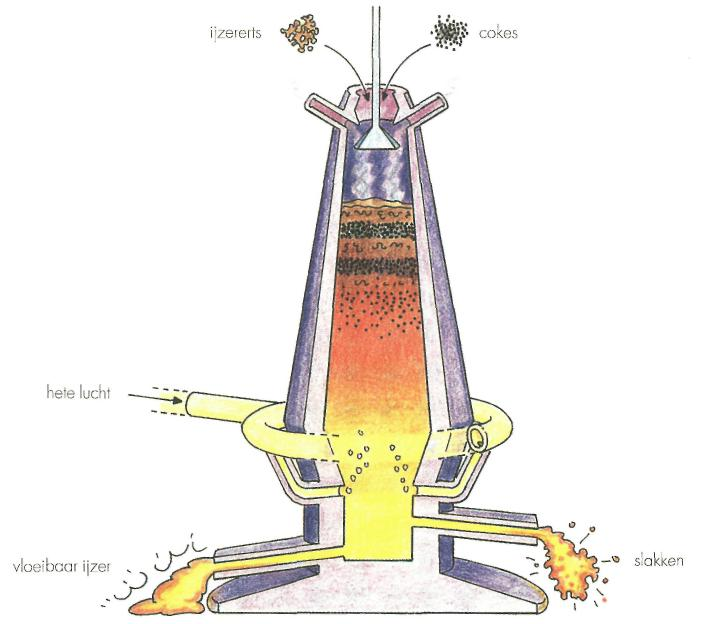 ijzererts
cokes
hete lucht
vloeibaar ijzer
slakken